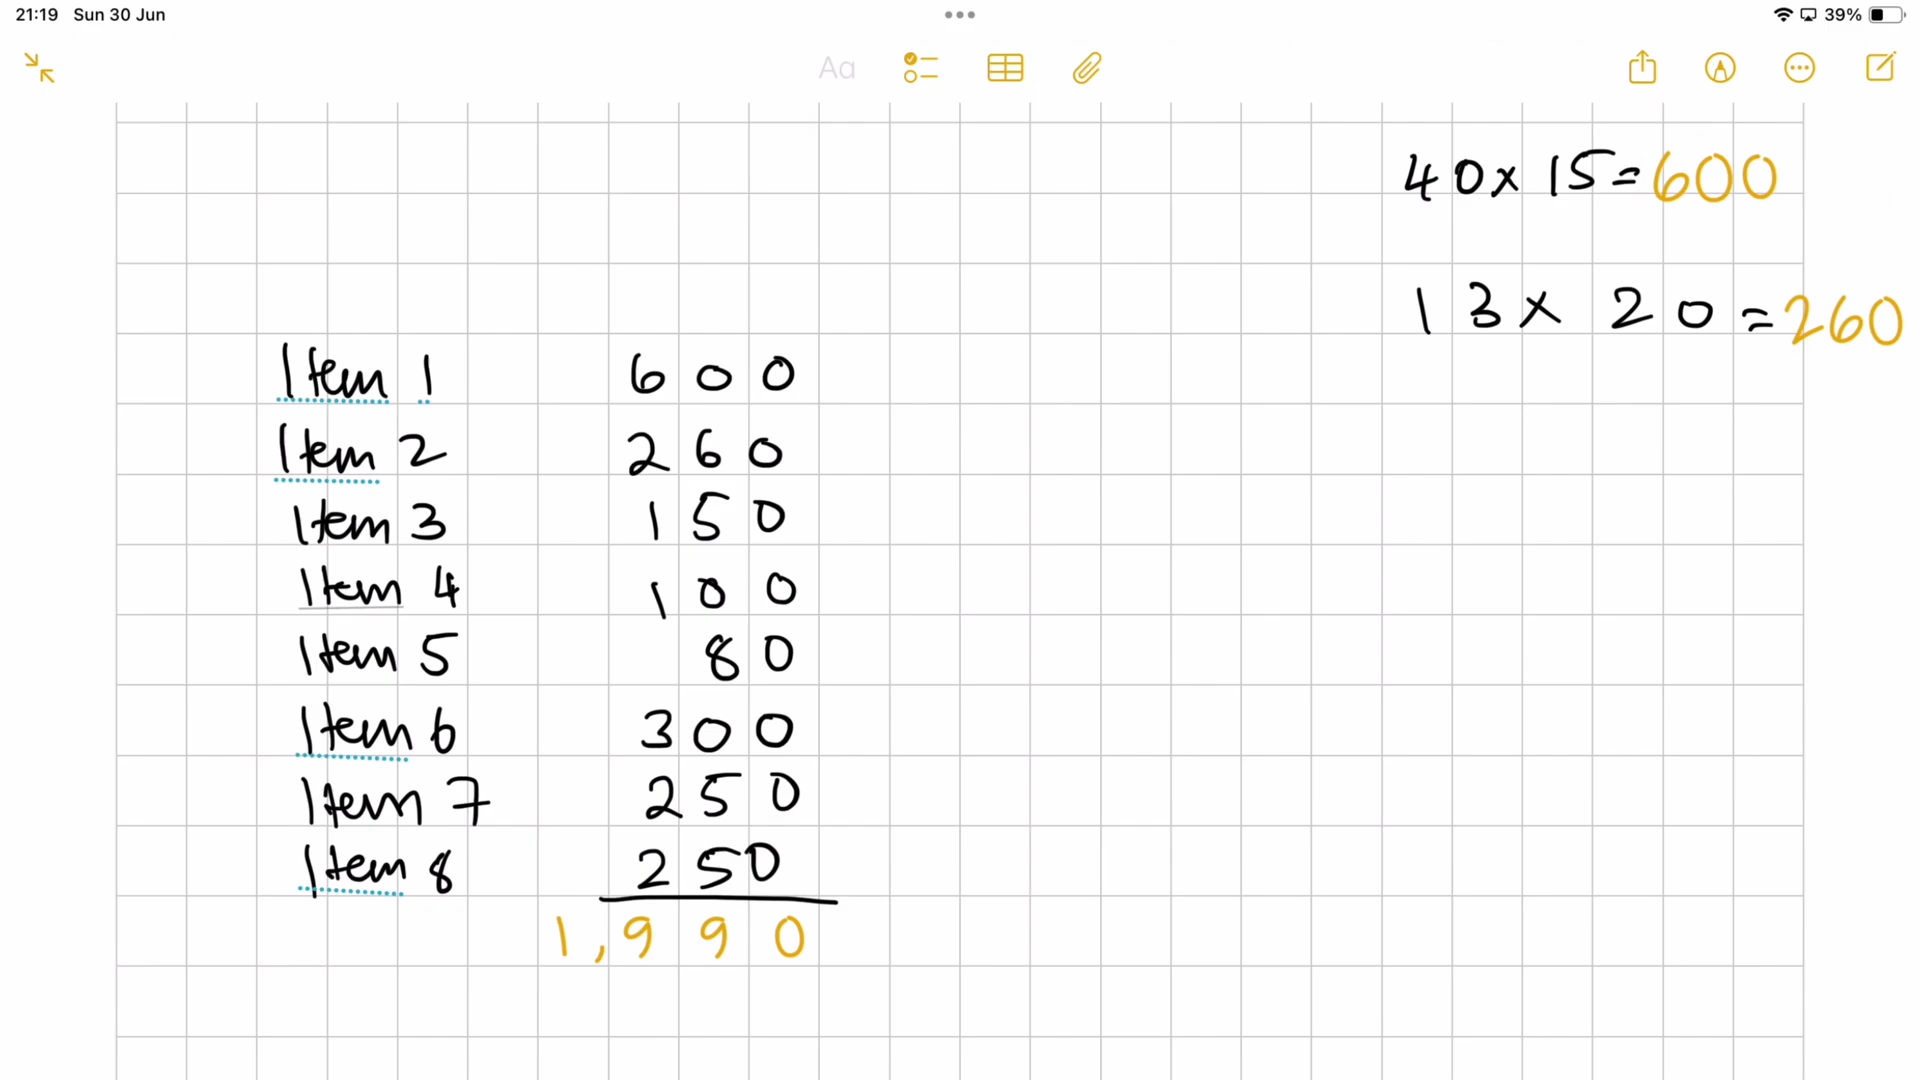 21:19 Sun 30 Jun 39%
Aa
40x 15=600
13x 20=260
Item 1 600
Item 2 260
Item 3 150
Item 4 100
Item 5 80
Item 6 300
Item 7 250
Item 8 250
1,990